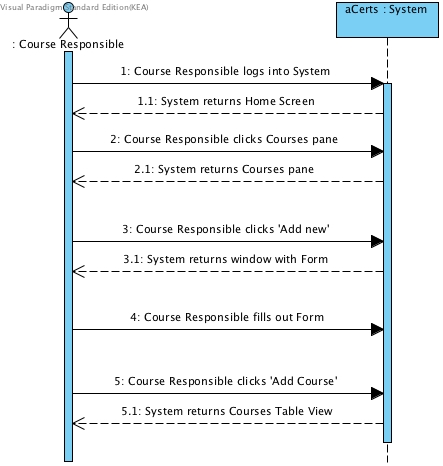 Visual Paradigm Standard Edition(KEA)
aCerts : System
: Course Responsible
1: Course Responsible logs into System
1.1: System returns Home Screen
2: Course Responsible clicks Courses pane
2.1: System returns Courses pane
3: Course Responsible clicks 'Add new'
3.1: System returns window with Form
4: Course Responsible fills out Form
5: Course Responsible clicks 'Add Course'
5.1: System returns Courses Table View